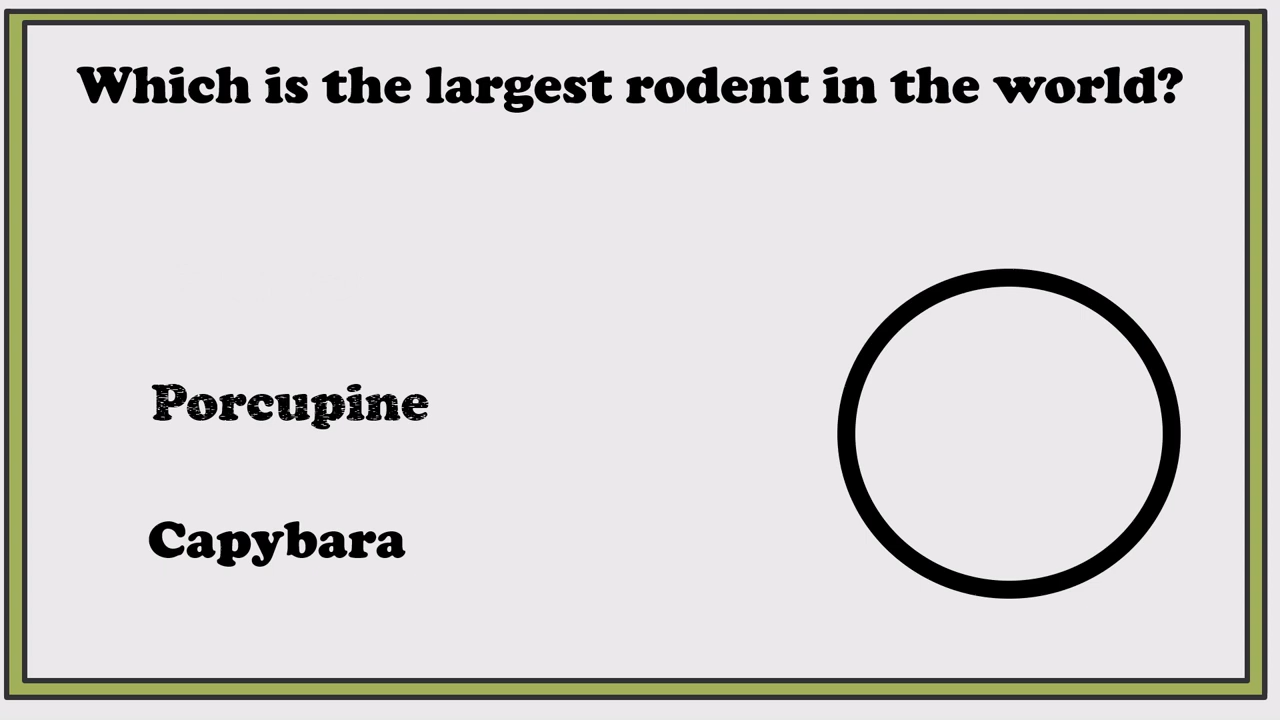 Which is the largest rodent in the world?
Porcupine
Capybara